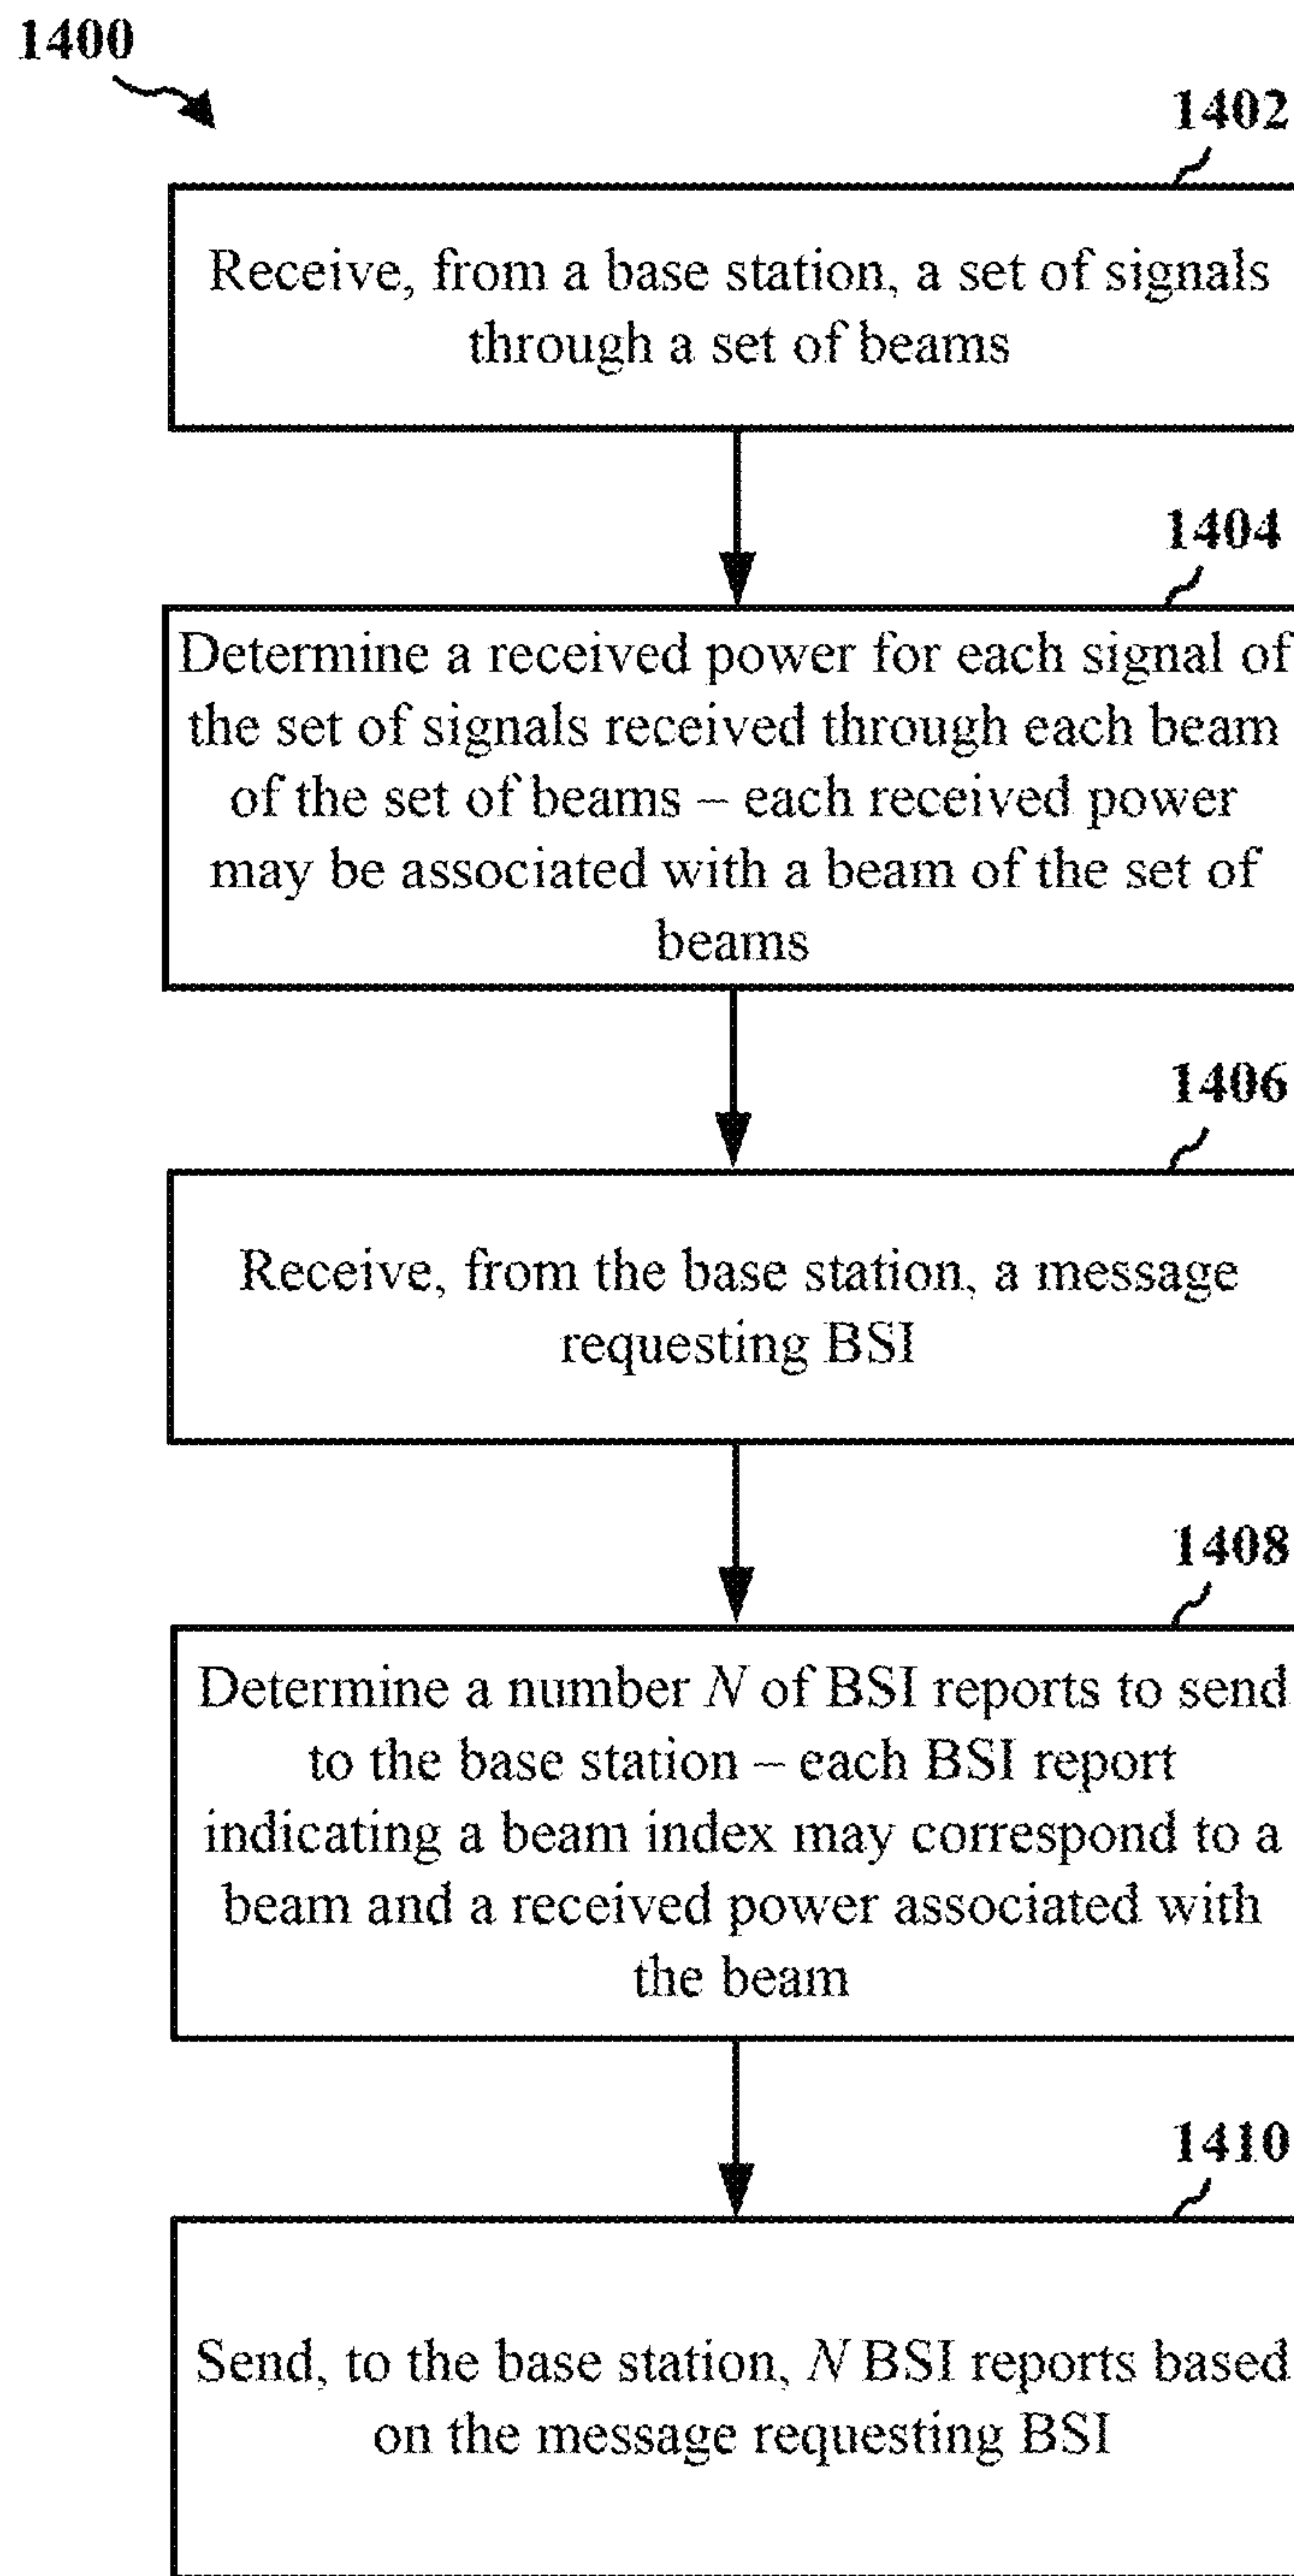 1400
1402
Receive, from a base station, a set of signals
through a set of beams
1404
Determine a received power for each signal of
the set of signals received through each beam
of the set of beams – each received power
may be associated with a beam of the set of
beams
1406
Receive, from the base station, a message
requesting BSI
1408
Determine a number N of BSI reports to send
to the base station – each BSI report
indicating a beam index may correspond to a
beam and a received power associated with
the beam
1410
Send, to the base station, N BSI reports based
on the message requesting BSI